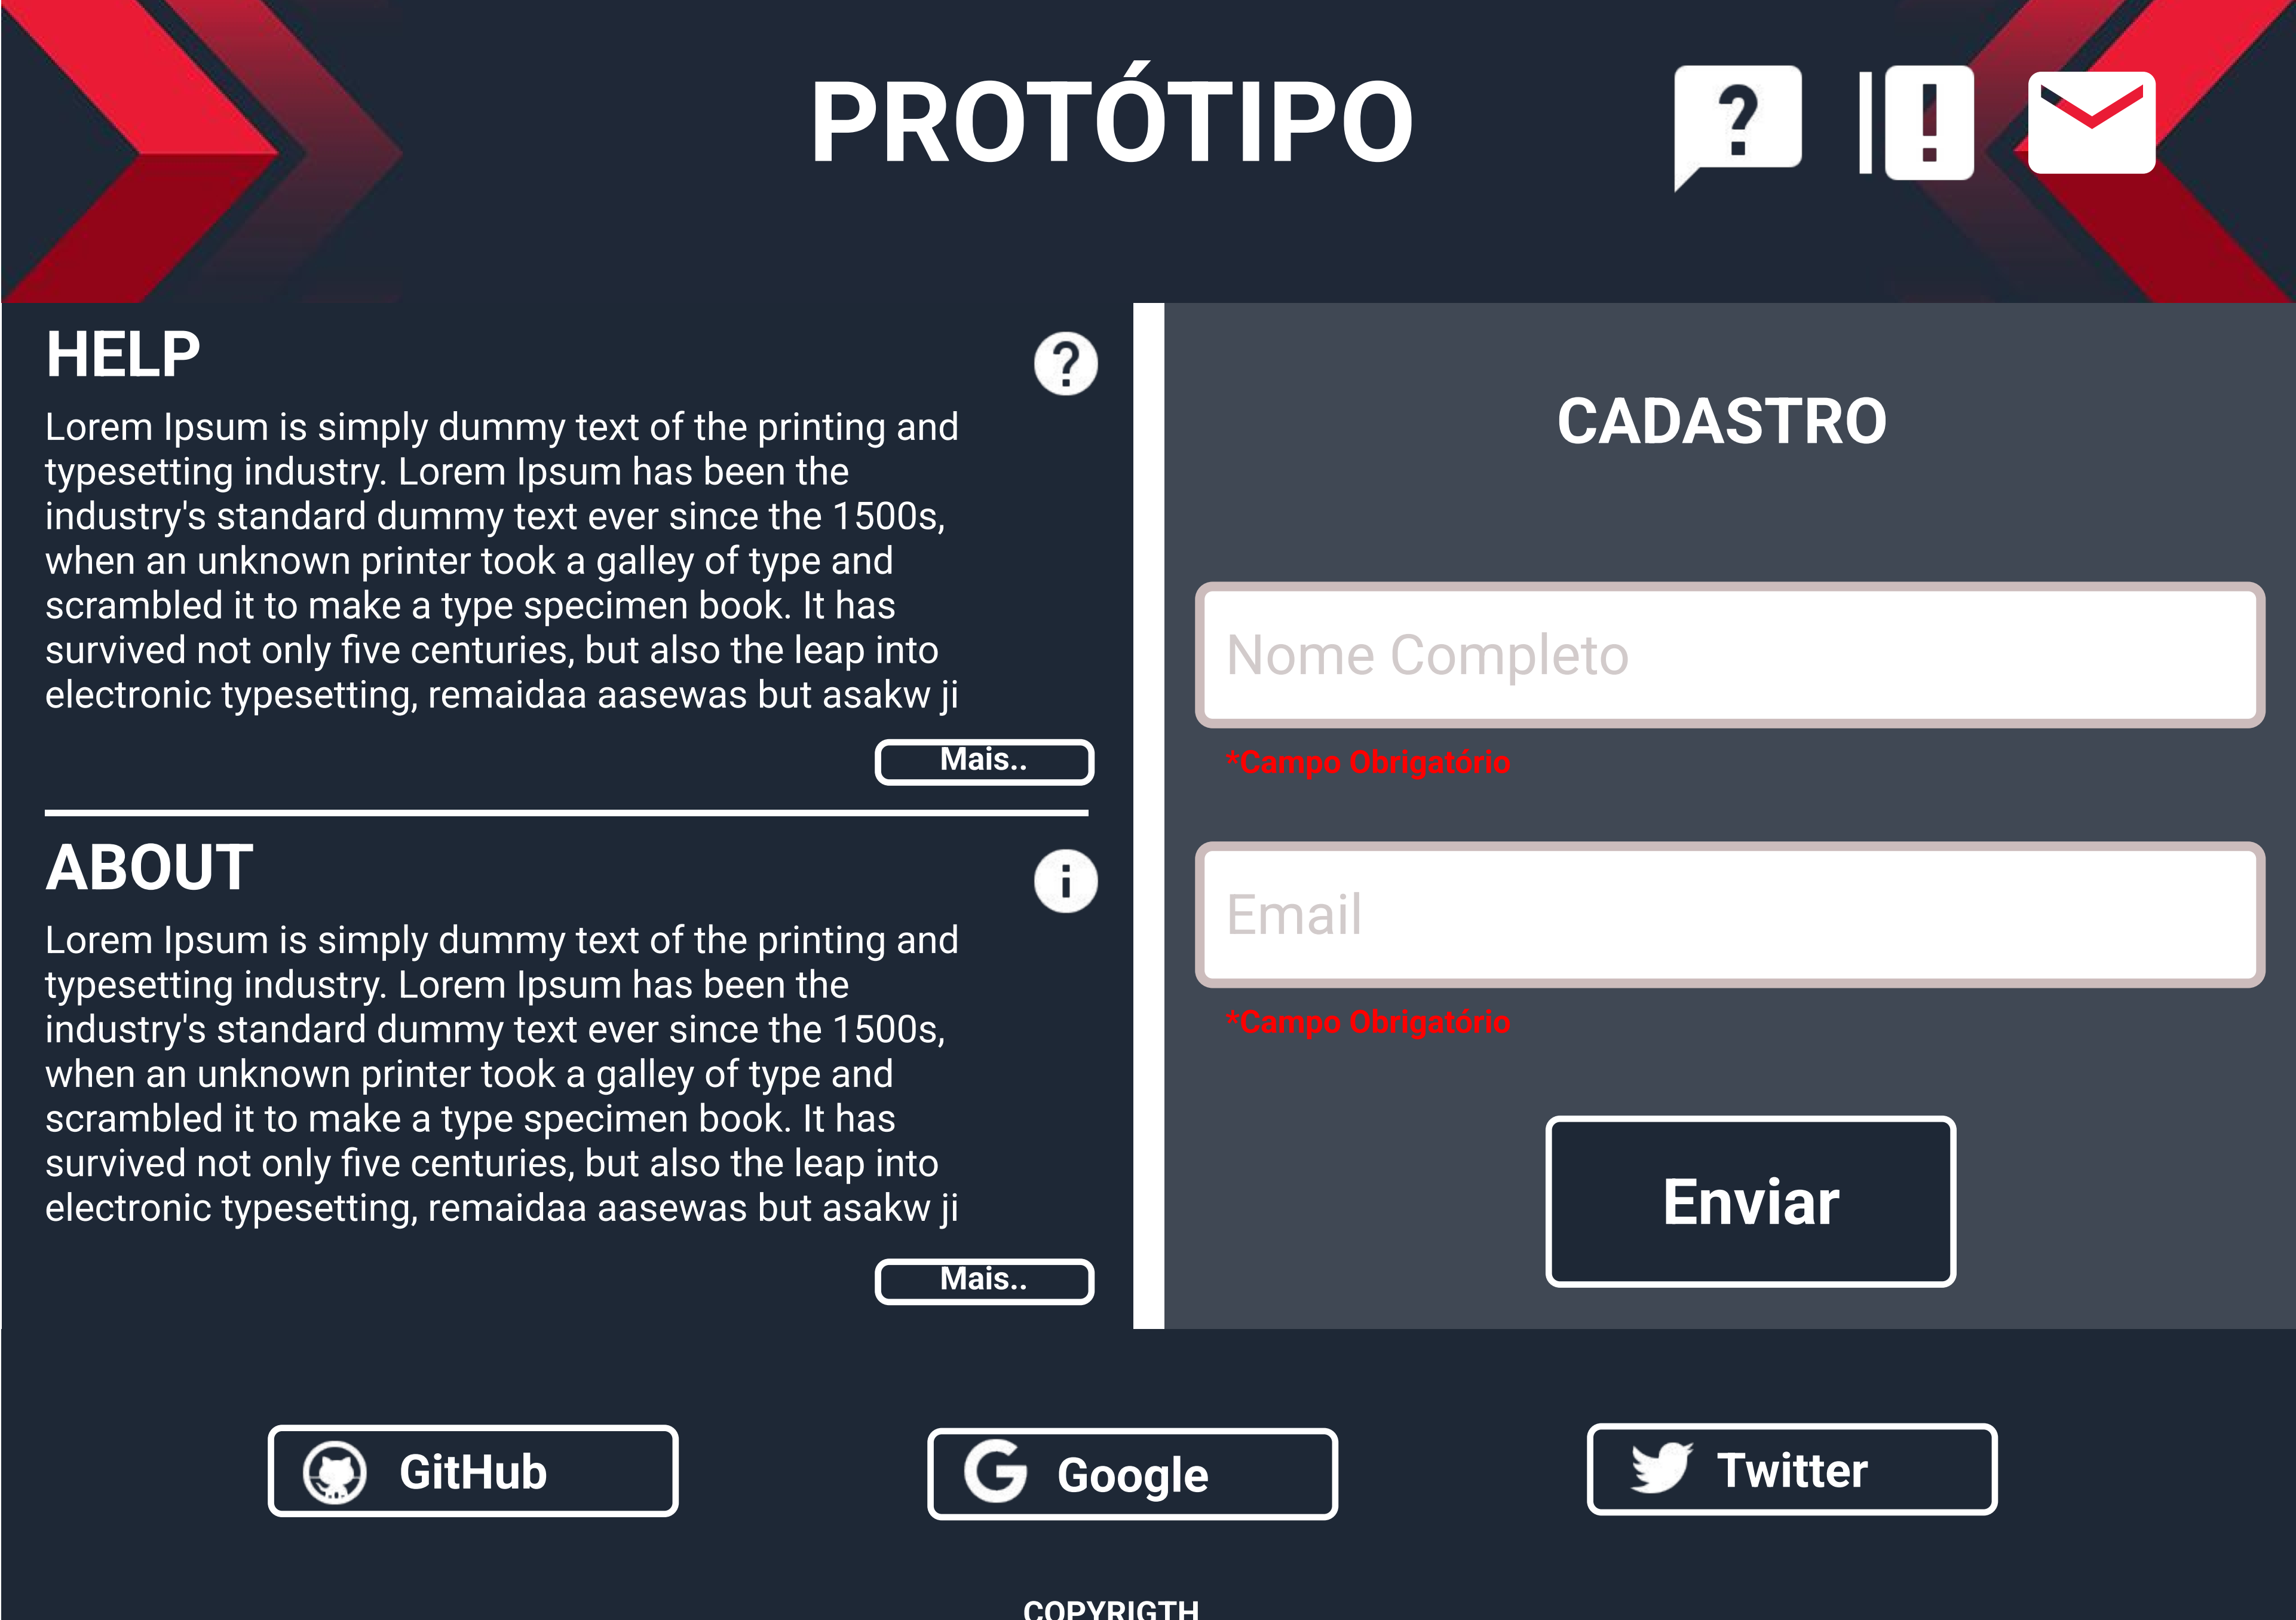 PROTÓTIPO
HELP
Lorem Ipsum is simply dummy text of the printing and
typesetting industry. Lorem Ipsum has been the
industry's standard dummy text ever since the 1500s,
when an unknown printer took a galley of type and
scrambled it to make a type specimen book. It has
survived not only five centuries, but also the leap into
electronic typesetting, remaidaa aasewas but asakw ji
Mais..
ABOUT
Lorem Ipsum is simply dummy text of the printing and
typesetting industry. Lorem Ipsum has been the
industry's standard dummy text ever since the 1500s,
when an unknown printer took a galley of type and
scrambled it to make a type specimen book. It has
survived not only five centuries, but also the leap into
electronic typesetting, remaidaa aasewas but asakw ji
Mais..
CADASTRO
Nome Completo
*Campo Obrigatório
Email
*Campo Obrigatório
Enviar
GitHub
Google
Twitter
COPYRIGTH